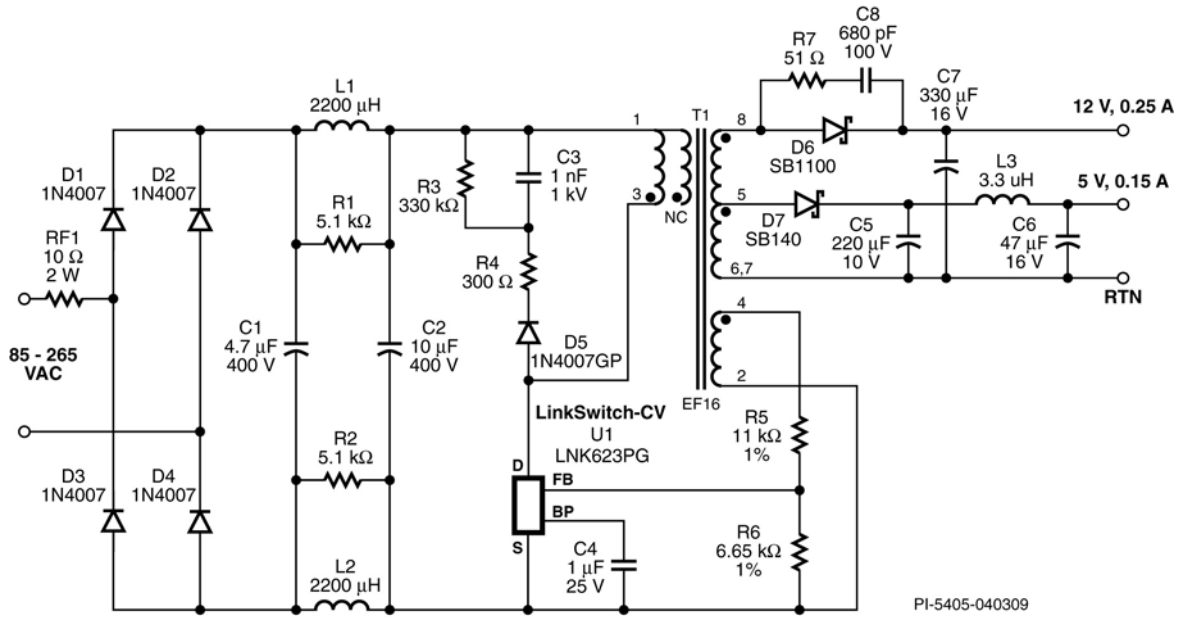 C8
680 pF
100 V
R7
51 Ω
C7
330 μF
16 V
12 V, 0.25 A
L1
2200 μH
1
T1
8
D6
SB1100
L3
3.3 uH
5 V, 0.15 A
D1
1N4007
D2
1N4007
R3
330 kΩ
C3
1 nF
1 kV
3
NC
5
D7
SB140
C5
220 μF
10 V
C6
47 μF
16 V
R1
5.1 kΩ
RF1
10 Ω
2 W
R4
300 Ω
6,7
RTN
4
85 - 265
VAC
C1
4.7 μF
400 V
C2
10 μF
400 V
D5
1N4007GP
2
EF16
LinkSwitch-CV
U1
LNK623PG
R5
11 kΩ
1%
R2
5.1 kΩ
D3
1N4007
D4
1N4007
D
FB
BP
S
R6
6.65 kΩ
1%
C4
1 μF
25 V
L2
2200 μH
PI-5405-040309